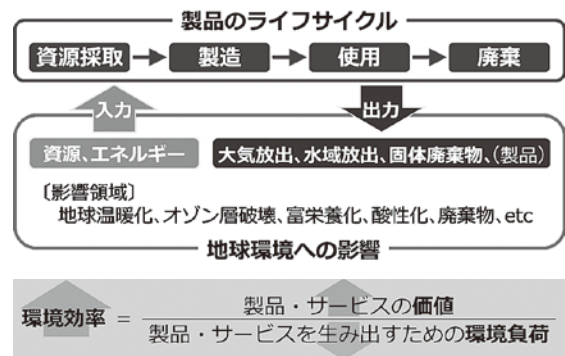 製品のライフサイクル
資源採取 製造 使用 廃棄
入力 出力
資源、エネルギー 大気放出、水域放出、固体廃棄物、(製品)
〔影響領域〕
地球温暖化、オゾン層破壊、富栄養化、酸性化、廃棄物、etc
地球環境への影響
環境効率 = 製品・サービスの価値
製品・サービスを生み出すための環境負荷